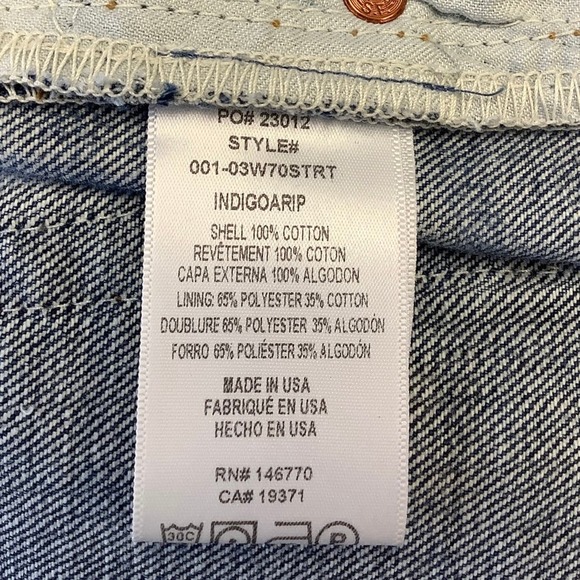 PO# 23012
STYLE#
001-03W70STRT
INDIGOARIP
SHELL 100% COTTON
REVÊTEMENT 100% COTON
CAPA EXTERNA 100% ALGODON
LINING: 65% POLYESTER 35% COTTON
DOUBLURE 65% POLYESTER 35% ALGODÓN
FORRO 65% POLIÉSTER 35% ALGODÓN
MADE IN USA
FABRIQUÉ EN USA
HECHO EN USA
RN# 146770
CA# 19371
30C P